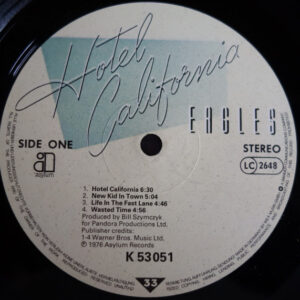 Hotel
California
EAGLES
SIDE ONE
STEREO
LC 2648
asylum
1. Hotel California 6:30
2. New Kid In Town 5:04
3. Life In The Fast Lane 4:46
4. Wasted Time 4:56
Produced by Bill Szymczyk
for Pandora Productions Ltd.
Publisher credits:
1-4 Warner Bros. Music Ltd.
℗ 1976 Asylum Records
K 53051
33